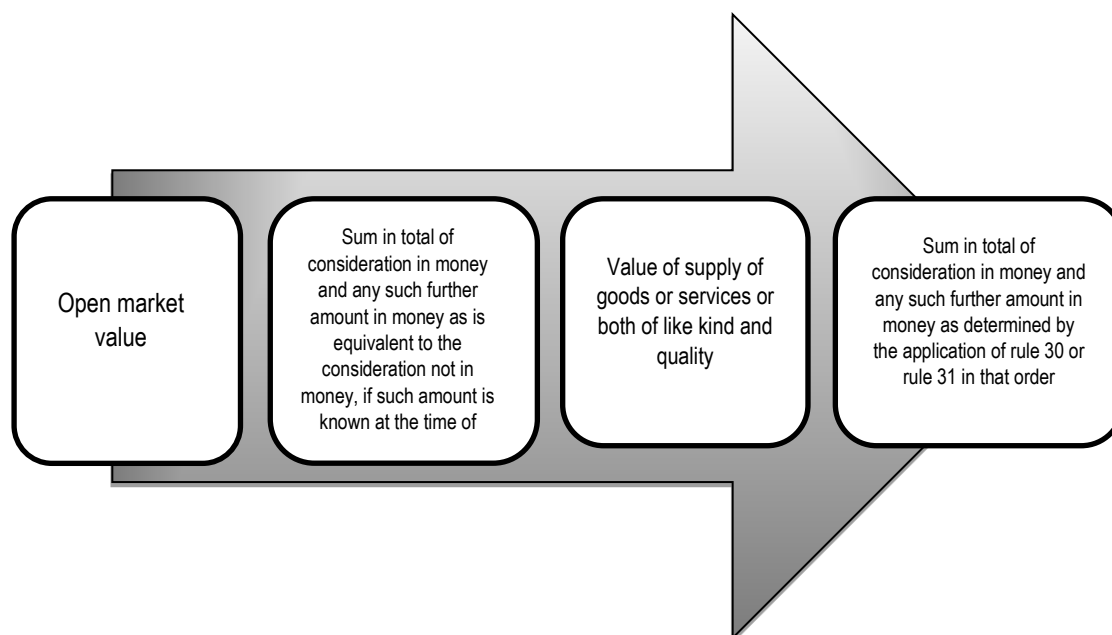 Open market
value
Sum in total of
consideration in money
and any such further
amount in money as is
equivalent to the
consideration not in
money, if such amount is
known at the time of
Value of supply of
goods or services or
both of like kind and
quality
Sum in total of
consideration in money and
any such further amount in
money as determined by
the application of rule 30 or
rule 31 in that order